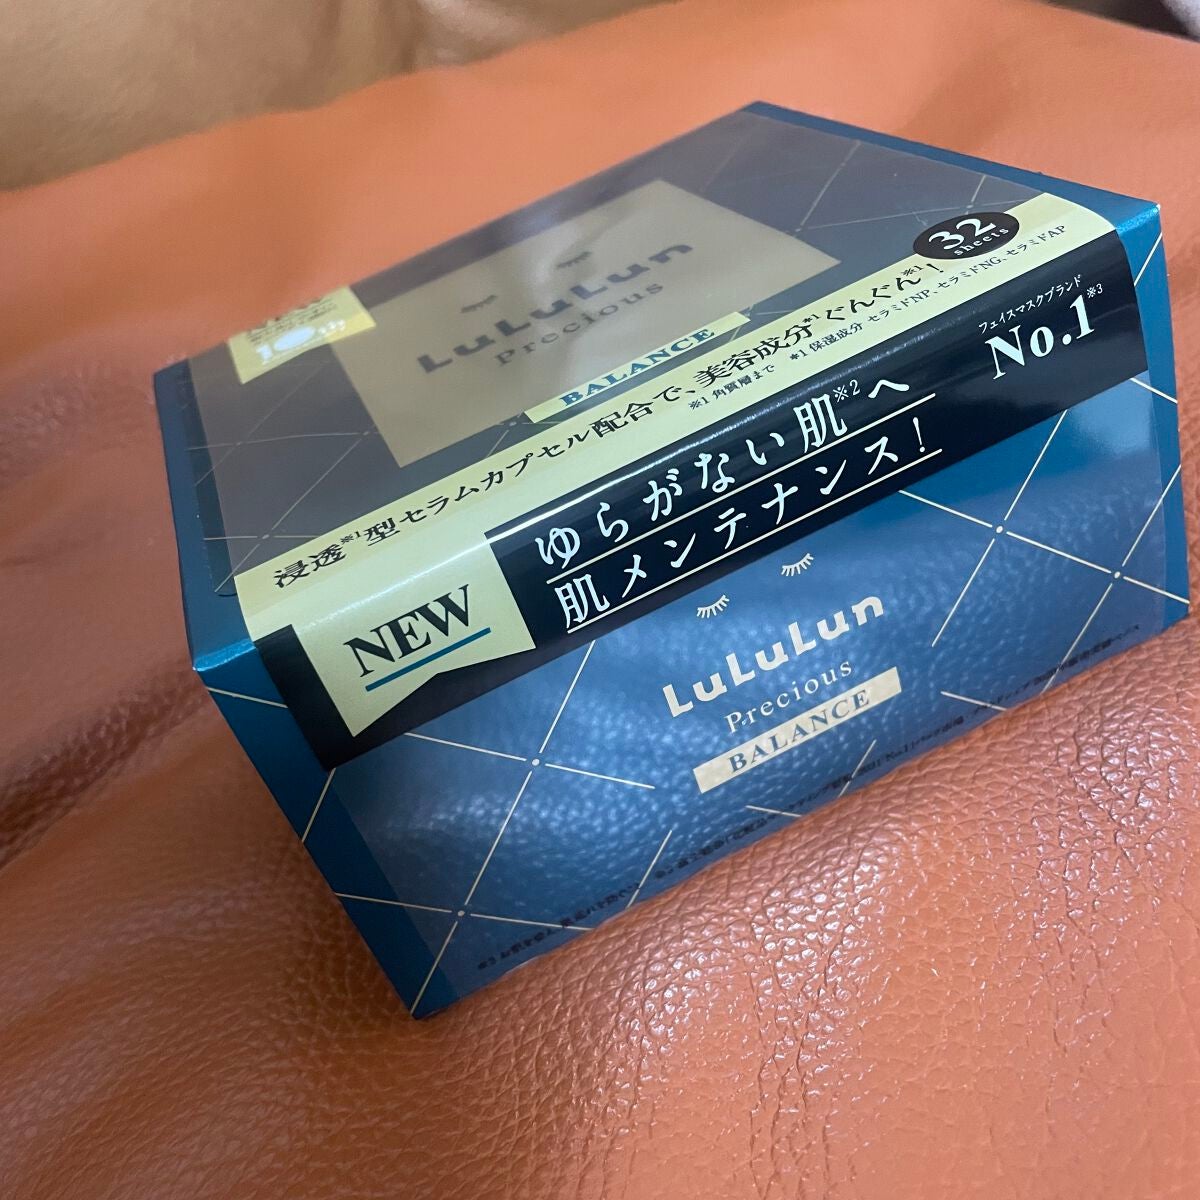 LuLuLun
Precious
BALANCE
32
sheets
浸透※1型セラムカプセル配合で、美容成分※1ぐんぐん※1!
※1 角質層まで ※1 保湿成分 セラミドNP、セラミドNG、セラミドAP
NEW
ゆらがない肌※2へ
肌メンテナンス!
フェイスマスクブランド
No.1※3
LuLuLun
Precious
BALANCE